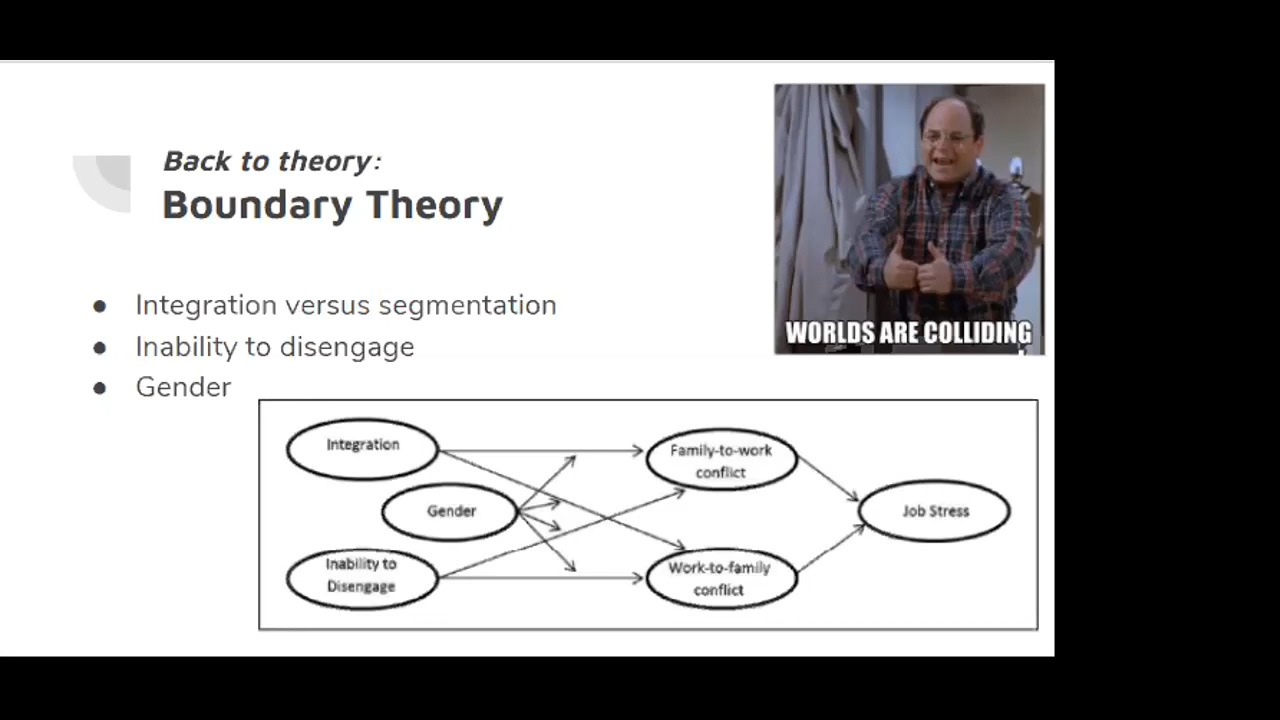 Back to theory:
Boundary Theory
WORLDS ARE COLLIDING
● Integration versus segmentation
● Inability to disengage
● Gender
Integration
Gender
Inability to
Disengage
Family-to-work
conflict
Work-to-family
conflict
Job Stress